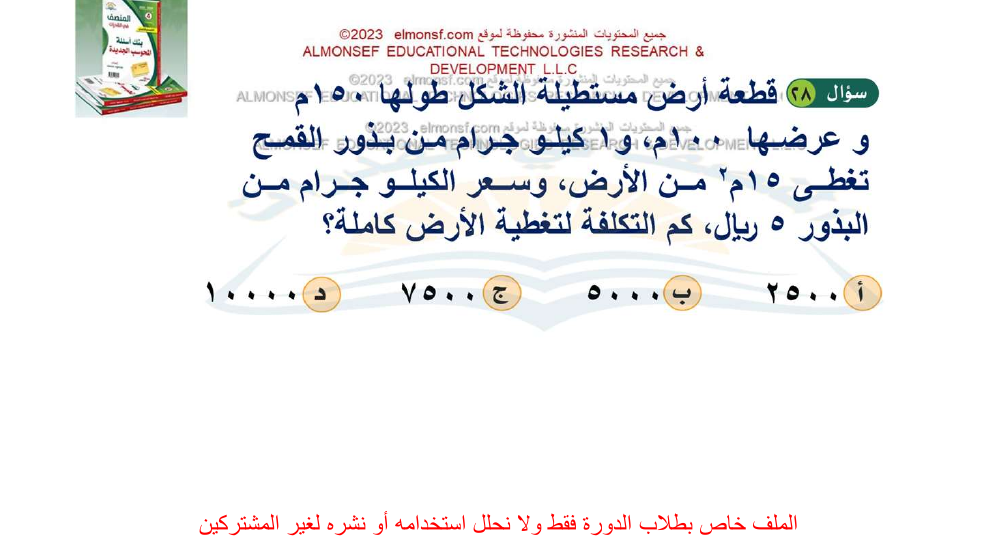 جميع المحتويات المنشورة محفوظة لموقع elmonsf.com ©2023
ALMONSEF EDUCATIONAL TECHNOLOGIES RESEARCH &
DEVELOPMENT L.L.C
سؤال ٢٨ قطعة أرض مستطيلة الشكل طولها ١٥٠م
و عرضها ١٠٠م، و١ كيلو جرام من بذور القمح
تغطى ١٥م٢ من الأرض، وسعر الكيلو جرام من
البذور ٥ ريال، كم التكلفة لتغطية الأرض كاملة؟
أ ٢٥٠٠ ب ٥٠٠٠ ج ٧٥٠٠ د ١٠٠٠٠
الملف خاص بطلاب الدورة فقط ولا نحلل استخدامه أو نشره لغير المشتركين